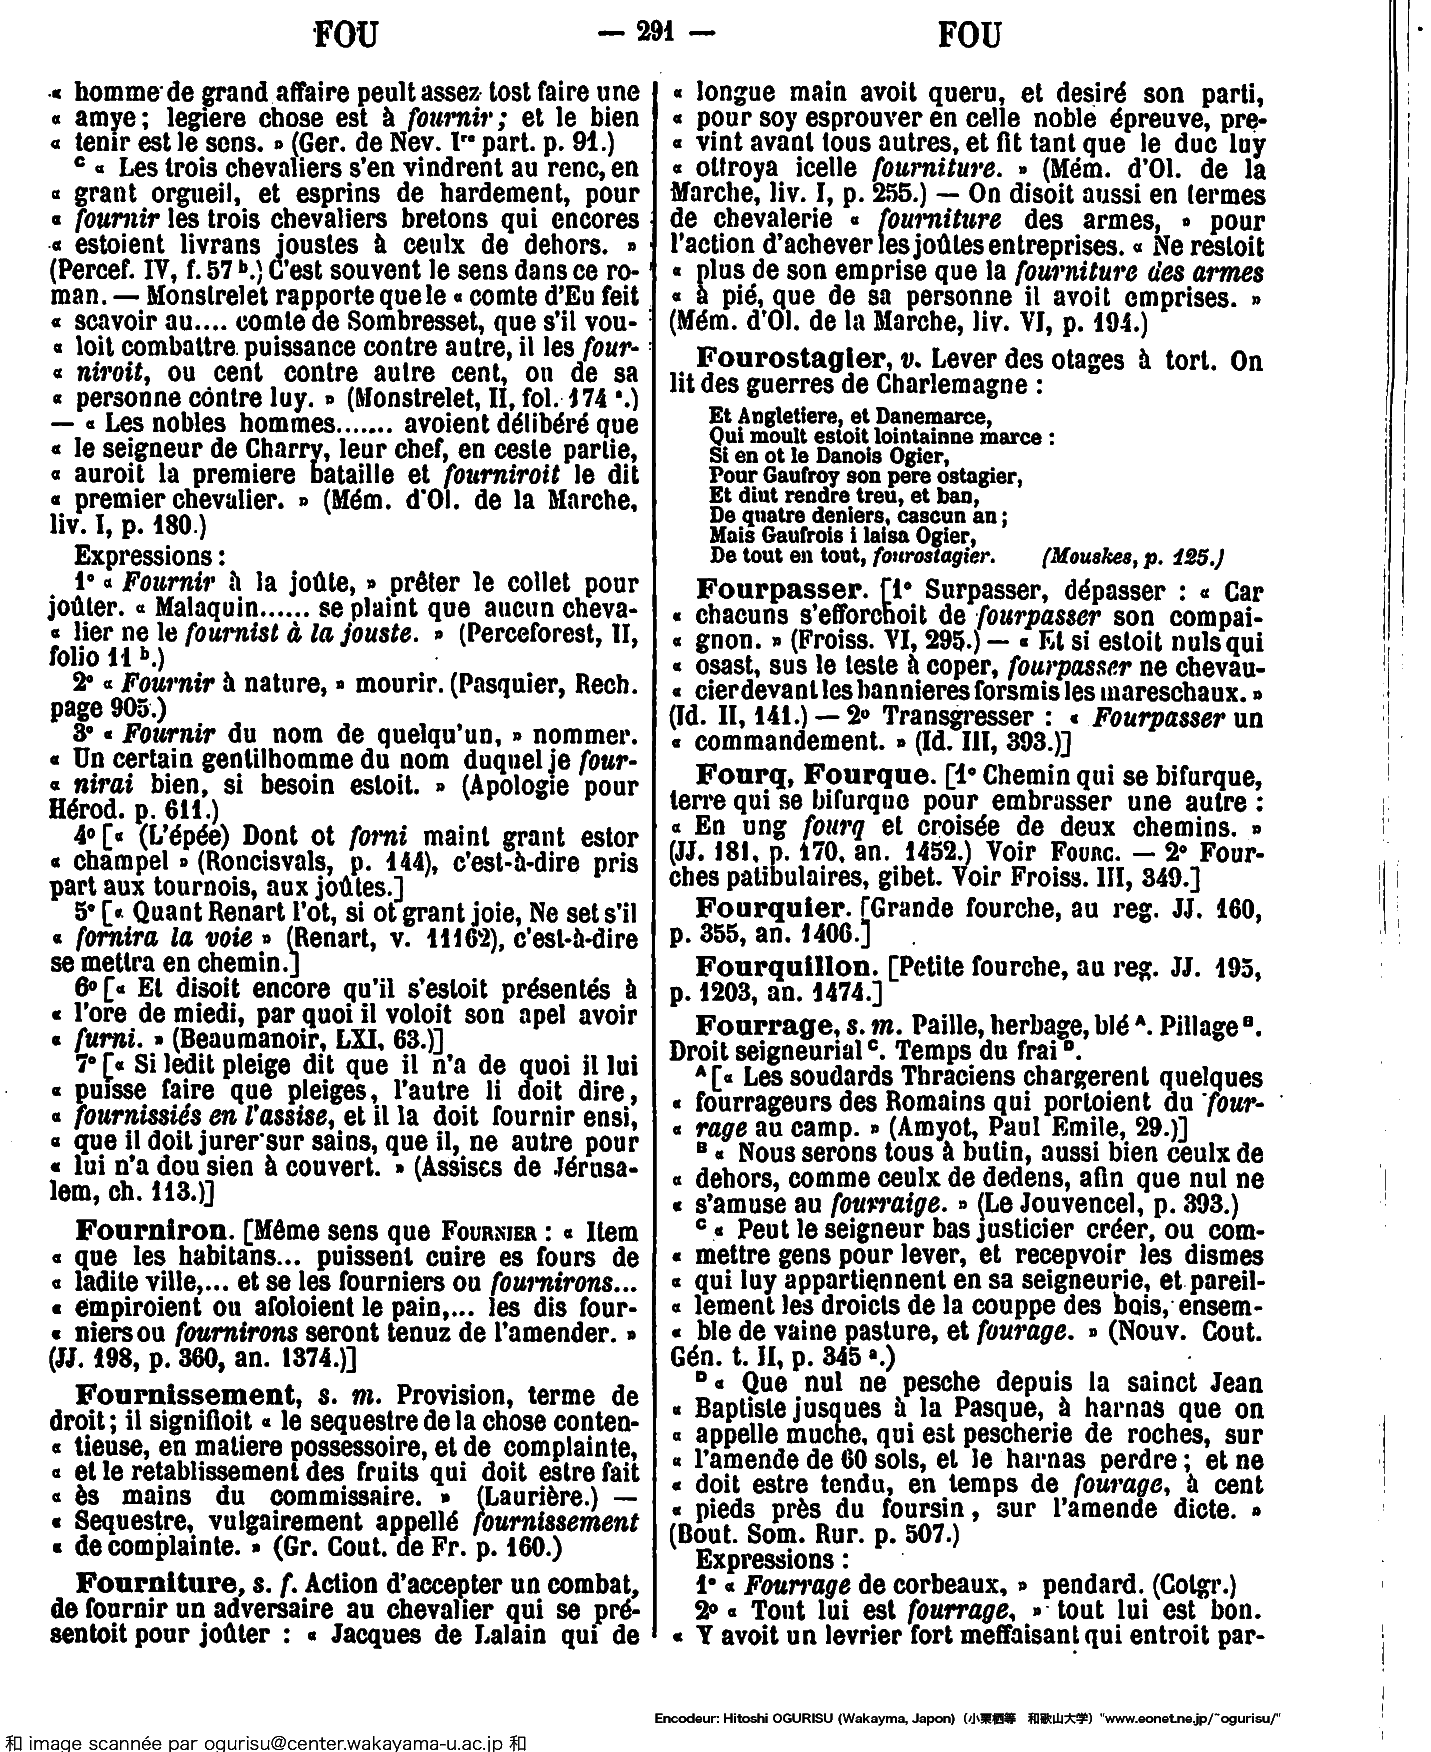 FOU — 291 — FOU
« homme de grand affaire peult assez tost faire une
« amye ; legiere chose est à fournir ; et le bien
« tenir est le sens. » (Ger. de Nev. Iʳᵉ part. p. 91.)
ᶜ « Les trois chevaliers s'en vindrent au renc, en
« grant orgueil, et esprins de hardement, pour
« fournir les trois chevaliers bretons qui encores
« estoient livrans joustes à ceulx de dehors. »
(Percef. IV, f. 57 ᵇ.) C'est souvent le sens dans ce ro-
man. — Monstrelet rapporte que le « comte d'Eu feit
« scavoir au.... comte de Sombresset, que s'il vou-
« loit combattre puissance contre autre, il les four-
« niroit, ou cent contre autre cent, ou de sa
« personne contre luy. » (Monstrelet, II, fol. 174 ᵃ.)
— « Les nobles hommes....... avoient délibéré que
« le seigneur de Charry, leur chef, en ceste partie,
« auroit la premiere bataille et fourniroit le dit
« premier chevalier. » (Mém. d'Ol. de la Marche,
liv. I, p. 180.)
Expressions :
1° « Fournir à la joûte, » prêter le collet pour
joûter. « Malaquin...... se plaint que aucun cheva-
« lier ne le fournist à la jouste. » (Perceforest, II,
folio 11 ᵇ.)
2° « Fournir à nature, » mourir. (Pasquier, Rech.
page 905.)
3° « Fournir du nom de quelqu'un, » nommer.
« Un certain gentilhomme du nom duquel je four-
« nirai bien, si besoin estoit. » (Apologie pour
Hérod. p. 611.)
4° [« (L'épée) Dont ot forni maint grant estor
« champel » (Roncisvals, p. 144), c'est-à-dire pris
part aux tournois, aux joûtes.]
5° [« Quant Renart l'ot, si ot grant joie, Ne set s'il
« fornira la voie » (Renart, v. 11162), c'est-à-dire
se mettra en chemin.]
6° [« Et disoit encore qu'il s'estoit présentés à
« l'ore de miedi, par quoi il voloit son apel avoir
« furni. » (Beaumanoir, LXI, 63.)]
7° [« Si ledit pleige dit que il n'a de quoi il lui
« puisse faire que pleiges, l'autre li doit dire,
« fournissiés en l'assise, et il la doit fournir ensi,
« que il doit jurer sur sains, que il, ne autre pour
« lui n'a dou sien à couvert. » (Assises de Jérusa-
lem, ch. 113.)]
Fourniron. [Même sens que FOURNIER : « Item
« que les habitans... puissent cuire es fours de
« ladite ville,... et se les fourniers ou fournirons...
« empiroient ou afoloient le pain,... les dis four-
« niers ou fournirons seront tenuz de l'amender. »
(JJ. 198, p. 360, an. 1374.)]
Fournissement, s. m. Provision, terme de
droit ; il signifioit « le sequestre de la chose conten-
« tieuse, en matiere possessoire, et de complainte,
« et le retablissement des fruits qui doit estre fait
« ès mains du commissaire. » (Laurière.) —
« Sequestre, vulgairement appellé fournissement
« de complainte. » (Gr. Cout. de Fr. p. 160.)
Fourniture, s. f. Action d'accepter un combat,
de fournir un adversaire au chevalier qui se pré-
sentoit pour joûter : « Jacques de Lalain qui de
« longue main avoit queru, et desiré son parti,
« pour soy esprouver en celle noble épreuve, pre-
« vint avant tous autres, et fit tant que le duc luy
« ottroya icelle fourniture. » (Mém. d'Ol. de la
Marche, liv. I, p. 255.) — On disoit aussi en termes
de chevalerie « fourniture des armes, » pour
l'action d'achever les joûtes entreprises. « Ne restoit
« plus de son emprise que la fourniture des armes
« à pié, que de sa personne il avoit emprises. »
(Mém. d'Ol. de la Marche, liv. VI, p. 194.)
Fourostagier, v. Lever des otages à tort. On
lit des guerres de Charlemagne :
Et Angletiere, et Danemarce,
Qui moult estoit lointainne marce :
Si en ot le Danois Ogier,
Pour Gaufroy son pere ostagier,
Et diut rendre treu, et ban,
De quatre deniers, cascun an ;
Mais Gaufrois i laisa Ogier,
De tout en tout, fourostagier. (Mouskes, p. 125.)
Fourpasser. [1° Surpasser, dépasser : « Car
« chacuns s'efforchoit de fourpasser son compai-
« gnon. » (Froiss. VI, 295.) — « Et si estoit nuls qui
« osast, sus le teste à coper, fourpasser ne chevau-
« cier devant les bannieres forsmis les mareschaux. »
(Id. II, 141.) — 2° Transgresser : « Fourpasser un
« commandement. » (Id. III, 393.)]
Fourq, Fourque. [1° Chemin qui se bifurque,
terre qui se bifurque pour embrasser une autre :
« En ung fourq et croisée de deux chemins. »
(JJ. 181, p. 170, an. 1452.) Voir FOURC. — 2° Four-
ches patibulaires, gibet. Voir Froiss. III, 349.]
Fourquier. [Grande fourche, au reg. JJ. 160,
p. 355, an. 1406.]
Fourquillon. [Petite fourche, au reg. JJ. 195,
p. 1203, an. 1474.]
Fourrage, s. m. Paille, herbage, blé ᴬ. Pillage ᴮ.
Droit seigneurial ᶜ. Temps du frai ᴰ.
ᴬ [« Les soudards Thraciens chargerent quelques
« fourrageurs des Romains qui portoient du four-
« rage au camp. » (Amyot, Paul Emile, 29.)]
ᴮ « Nous serons tous à butin, aussi bien ceulx de
« dehors, comme ceulx de dedens, afin que nul ne
« s'amuse au fourraige. » (Le Jouvencel, p. 393.)
ᶜ « Peut le seigneur bas justicier créer, ou com-
« mettre gens pour lever, et recepvoir les dismes
« qui luy appartiennent en sa seigneurie, et pareil-
« lement les droicts de la couppe des bois, ensem-
« ble de vaine pasture, et fourage. » (Nouv. Cout.
Gén. t. II, p. 345 ᵃ.)
ᴰ « Que nul ne pesche depuis la sainct Jean
« Baptiste jusques à la Pasque, à harnas que on
« appelle muche, qui est pescherie de roches, sur
« l'amende de 60 sols, et le harnas perdre ; et ne
« doit estre tendu, en temps de fourage, à cent
« pieds près du foursin, sur l'amende dicte. »
(Bout. Som. Rur. p. 507.)
Expressions :
1° « Fourrage de corbeaux, » pendard. (Cotgr.)
2° « Tout lui est fourrage, » tout lui est bon.
« Y avoit un levrier fort meffaisant qui entroit par-
Encodeur: Hitoshi OGURISU (Wakayma, Japon) (小栗栖等 和歌山大学) "www.eonet.ne.jp/~ogurisu/"
和 image scannée par ogurisu@center.wakayama-u.ac.jp 和